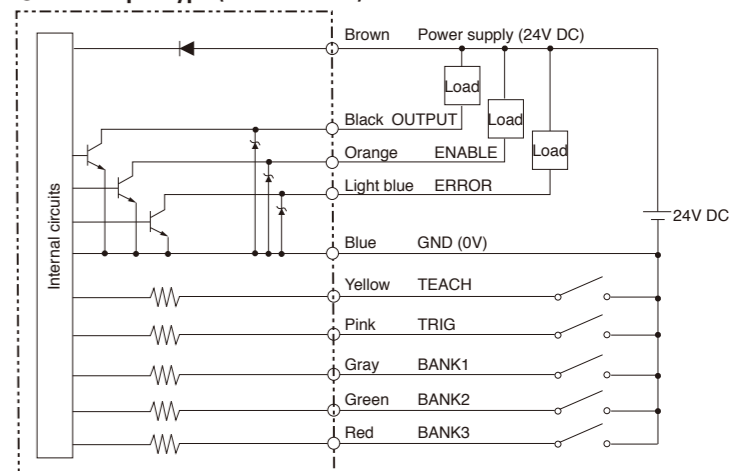 Brown Power supply (24V DC)
Load
Black OUTPUT
Load
Orange ENABLE
Load
Light blue ERROR
24V DC
Blue GND (0V)
Internal circuits
Yellow TEACH
Pink TRIG
Gray BANK1
Green BANK2
Red BANK3